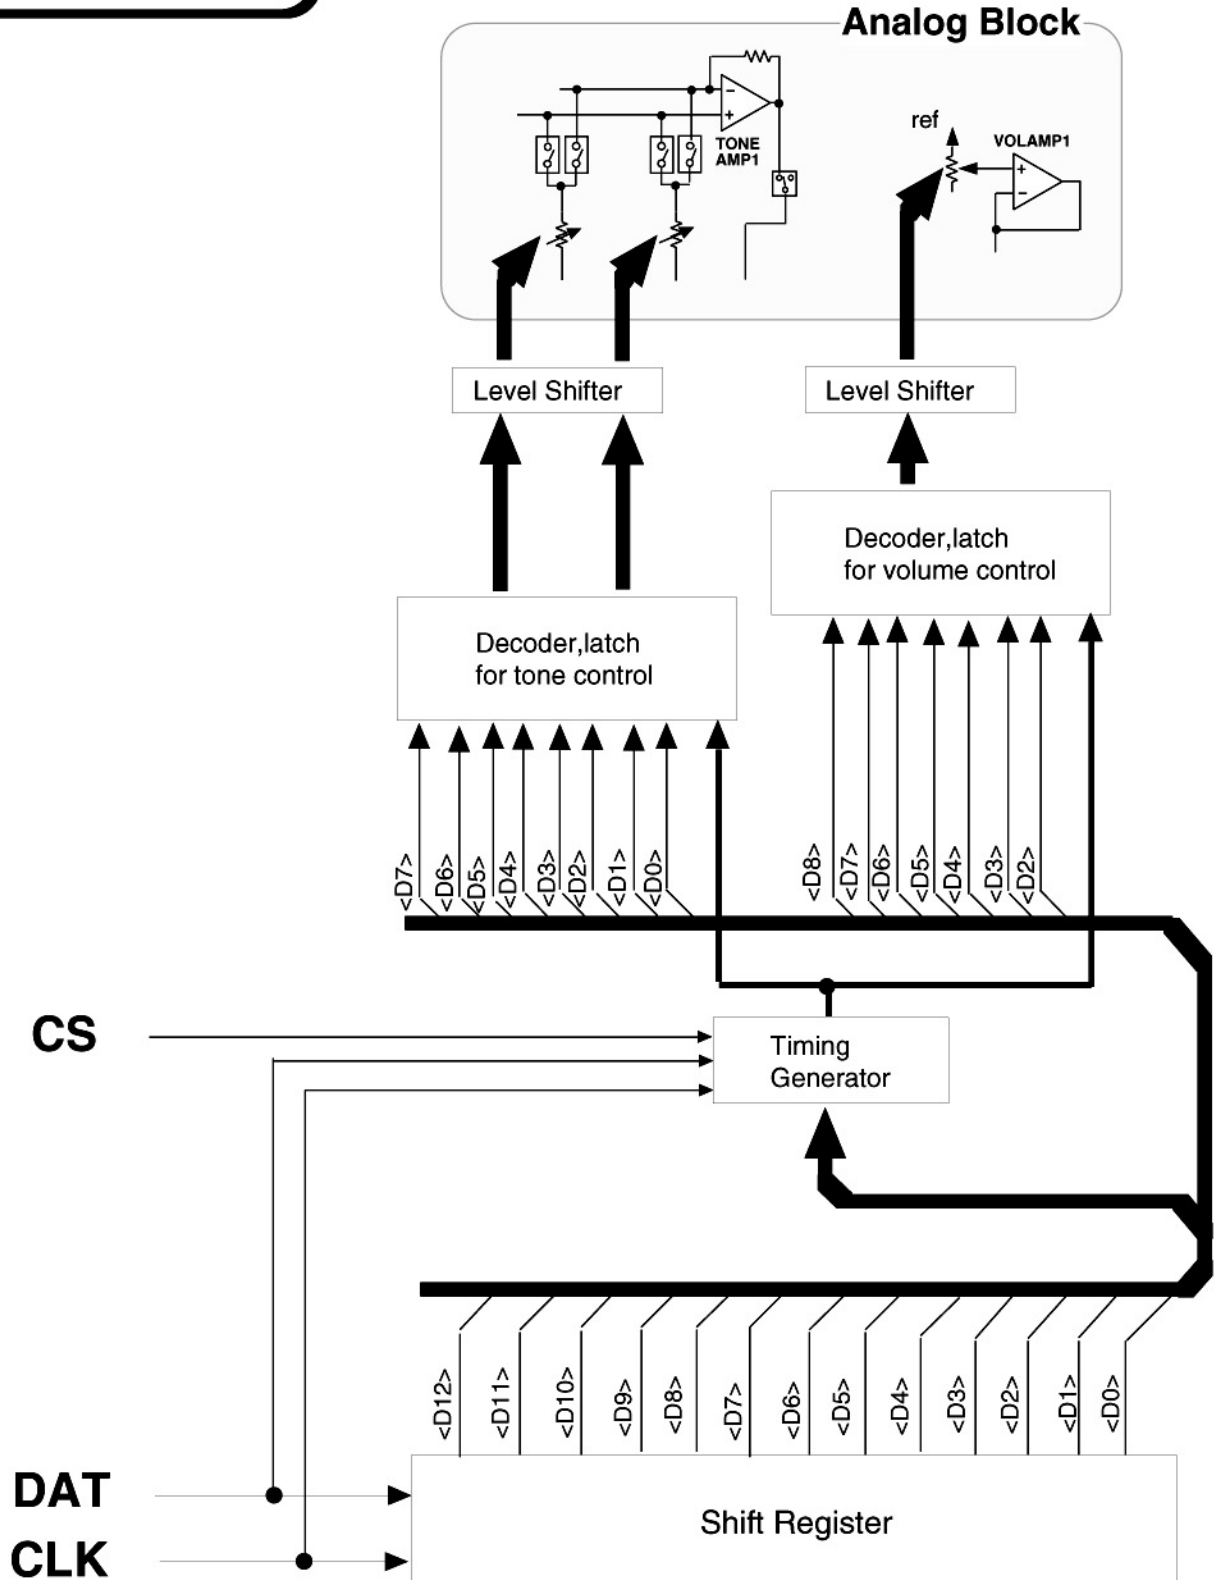 Analog Block
ref
VOLAMP1
TONE
AMP1
Level Shifter
Level Shifter
Decoder,latch
for volume control
Decoder,latch
for tone control
<D7>
<D6>
<D5>
<D4>
<D3>
<D2>
<D1>
<D0>
<D8>
<D7>
<D6>
<D5>
<D4>
<D3>
<D2>
CS
Timing
Generator
<D12>
<D11>
<D10>
<D9>
<D8>
<D7>
<D6>
<D5>
<D4>
<D3>
<D2>
<D1>
<D0>
DAT
Shift Register
CLK